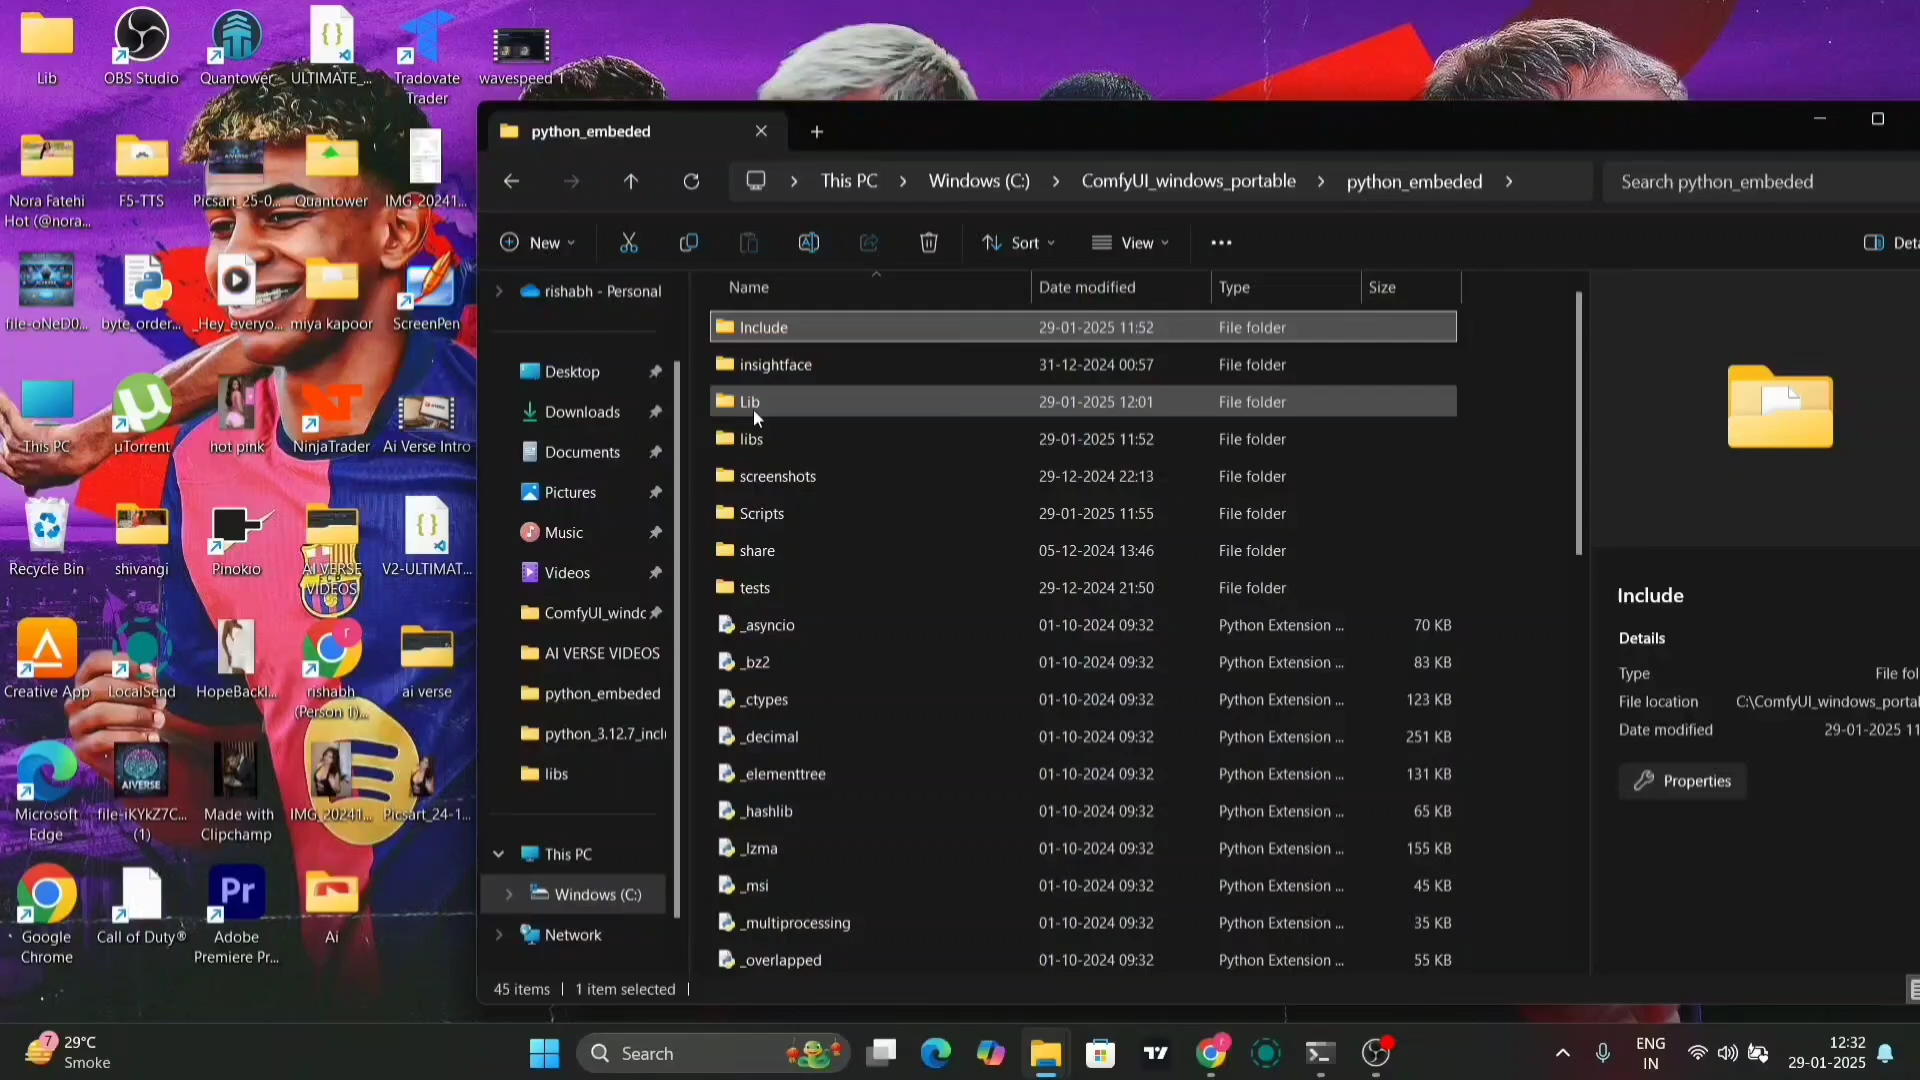 Lib
OBS Studio
Quantower
ULTIMATE_...
Tradovate
Trader
wavespeed 1
Nora Fatehi
Hot (@nora...
F5-TTS
Picsart_25-0...
Quantower
IMG_20241...
file-oNeD0...
byte_order...
_Hey_everyo...
miya kapoor
ScreenPen
This PC
µTorrent
hot pink
NinjaTrader
Ai Verse Intro
Recycle Bin
shivangi
Pinokio
AI VERSE
VIDEOS
V2-ULTIMAT...
Creative App
LocalSend
HopeBackl...
rishabh
(Person 1)...
ai verse
Microsoft
Edge
AIVERSE
file-iKYkZ7C...
(1)
Made with
Clipchamp
IMG_20241...
Picsart_24-1...
Google
Chrome
Call of Duty®
Pr
Adobe
Premiere Pr...
Ai
python_embeded
This PC > Windows (C:) > ComfyUI_windows_portable > python_embeded >
Search python_embeded
New
Sort
View
Deta
rishabh - Personal
Desktop
Downloads
Documents
Pictures
Music
Videos
ComfyUI_windc
AI VERSE VIDEOS
python_embeded
python_3.12.7_incl
libs
This PC
Windows (C:)
Network
Name Date modified Type Size
Include 29-01-2025 11:52 File folder
insightface 31-12-2024 00:57 File folder
Lib 29-01-2025 12:01 File folder
libs 29-01-2025 11:52 File folder
screenshots 29-12-2024 22:13 File folder
Scripts 29-01-2025 11:55 File folder
share 05-12-2024 13:46 File folder
tests 29-12-2024 21:50 File folder
_asyncio 01-10-2024 09:32 Python Extension ... 70 KB
_bz2 01-10-2024 09:32 Python Extension ... 83 KB
_ctypes 01-10-2024 09:32 Python Extension ... 123 KB
_decimal 01-10-2024 09:32 Python Extension ... 251 KB
_elementtree 01-10-2024 09:32 Python Extension ... 131 KB
_hashlib 01-10-2024 09:32 Python Extension ... 65 KB
_lzma 01-10-2024 09:32 Python Extension ... 155 KB
_msi 01-10-2024 09:32 Python Extension ... 45 KB
_multiprocessing 01-10-2024 09:32 Python Extension ... 35 KB
_overlapped 01-10-2024 09:32 Python Extension ... 55 KB
Include
Details
Type File fol
File location C:\ComfyUI_windows_portal
Date modified 29-01-2025 11
Properties
45 items | 1 item selected |
7
29°C
Smoke
Search
ENG
IN
12:32
29-01-2025